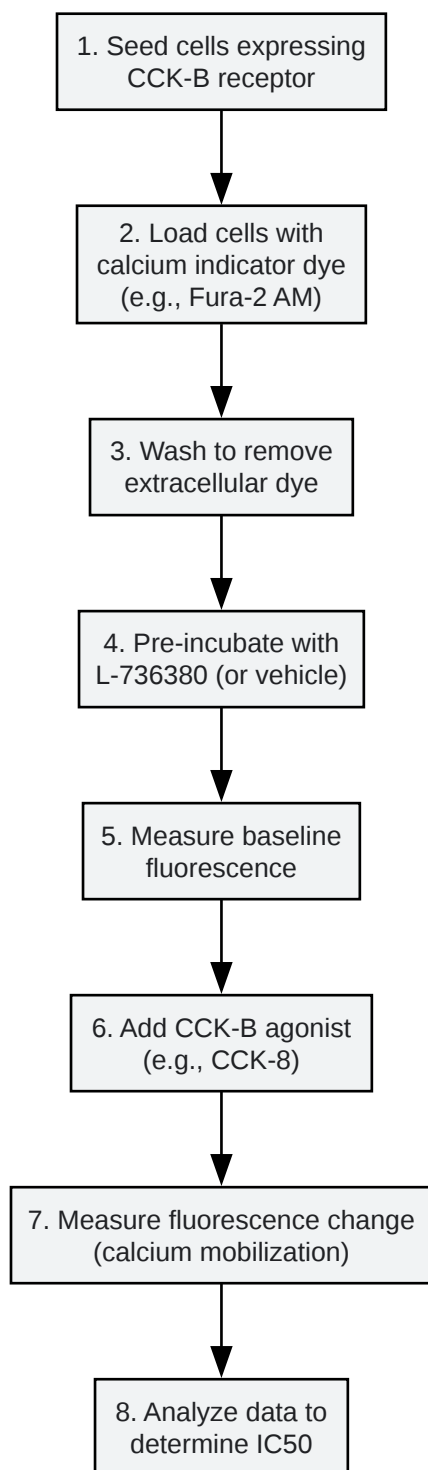 1. Seed cells expressing
CCK-B receptor
2. Load cells with
calcium indicator dye
(e.g., Fura-2 AM)
3. Wash to remove
extracellular dye
4. Pre-incubate with
L-736380 (or vehicle)
5. Measure baseline
fluorescence
6. Add CCK-B agonist
(e.g., CCK-8)
7. Measure fluorescence change
(calcium mobilization)
8. Analyze data to
determine IC50